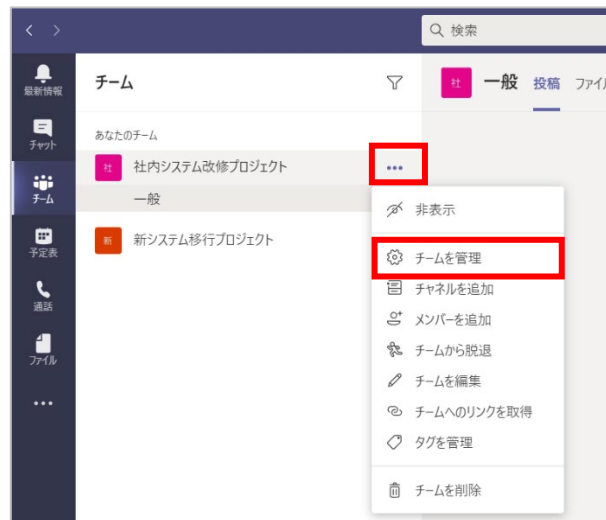 検索
最新情報
チーム
社 一般 投稿 ファイル
チャット
あなたのチーム
社 社内システム改修プロジェクト
チーム
一般
非表示
予定表
新 新システム移行プロジェクト
チームを管理
チャネルを追加
通話
メンバーを追加
チームから脱退
ファイル
チームを編集
チームへのリンクを取得
タグを管理
チームを削除